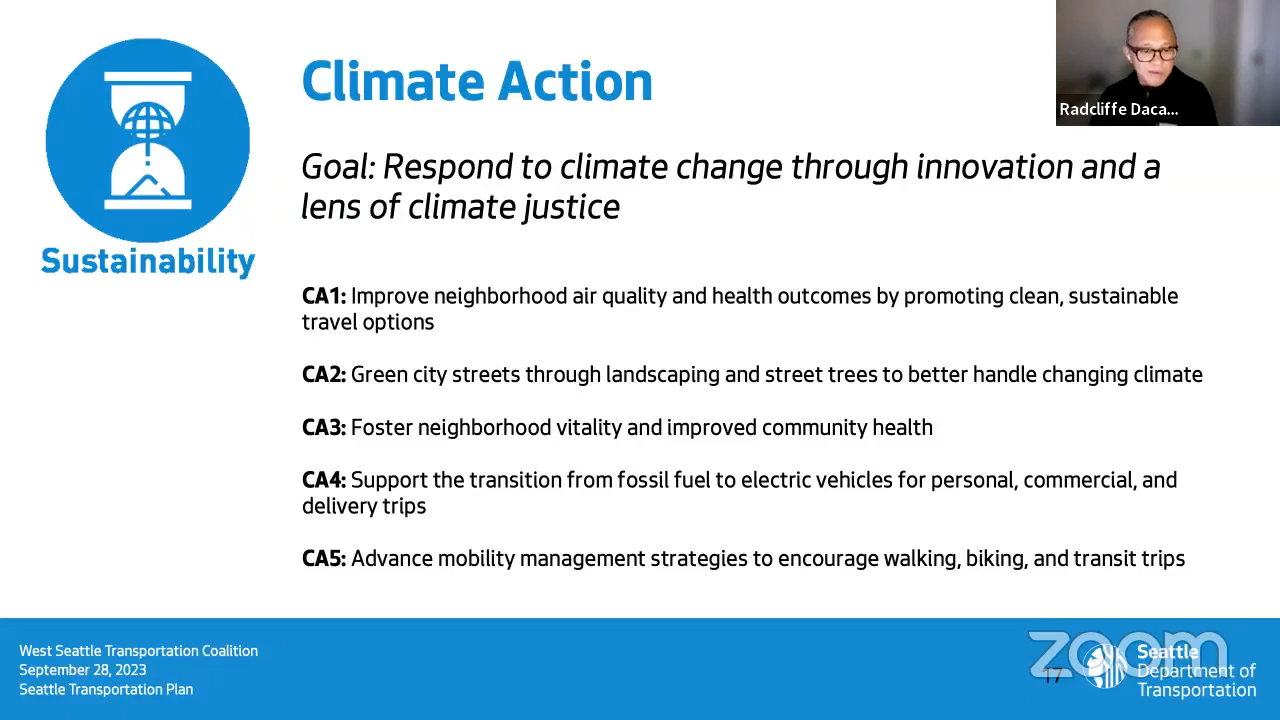 Climate Action
Radcliffe Daca...
Goal: Respond to climate change through innovation and a
lens of climate justice
Sustainability
CA1: Improve neighborhood air quality and health outcomes by promoting clean, sustainable
travel options
CA2: Green city streets through landscaping and street trees to better handle changing climate
CA3: Foster neighborhood vitality and improved community health
CA4: Support the transition from fossil fuel to electric vehicles for personal, commercial, and
delivery trips
CA5: Advance mobility management strategies to encourage walking, biking, and transit trips
West Seattle Transportation Coalition
September 28, 2023
Seattle Transportation Plan
17
zoom
Seattle
Department of
Transportation